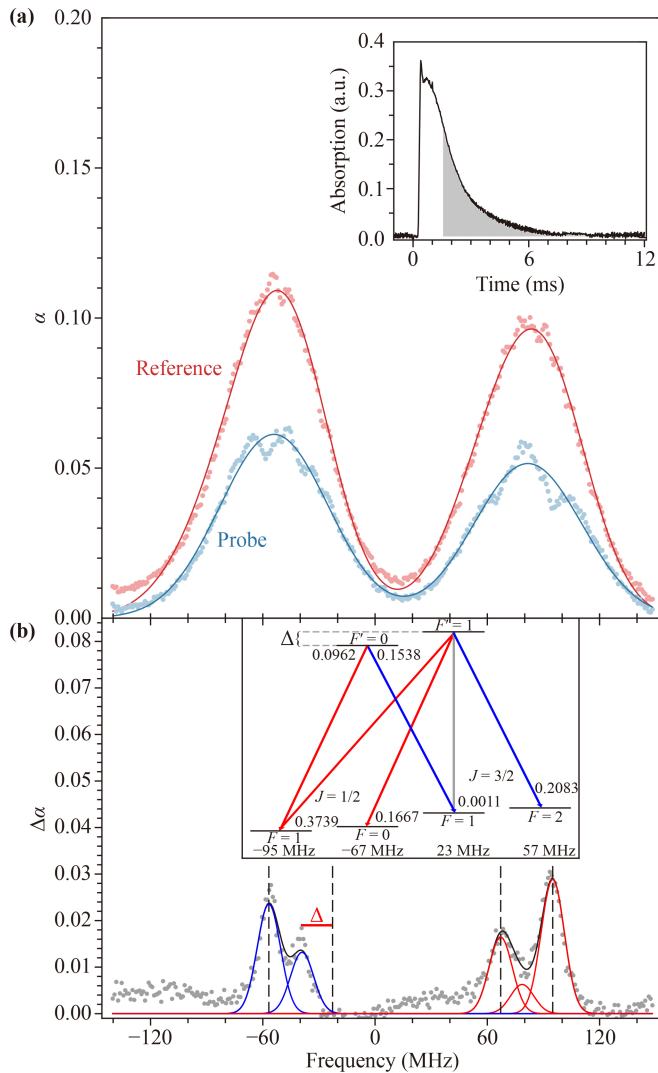 (a)
0.20
0.15
0.10
0.05
0.00
α
Reference
Probe
0.4
0.3
0.2
0.1
0.0
Absorption (a.u.)
0 6 12
Time (ms)
(b)
0.08
0.07
0.06
0.05
0.04
0.03
0.02
0.01
0.00
Δα
Δ{
F' = 0
F'' = 1
0.0962 0.1538
J = 1/2
J = 3/2
0.3739
0.1667
0.0011
0.2083
F = 1
F = 0
F = 1
F = 2
−95 MHz −67 MHz 23 MHz 57 MHz
Δ
−120 −60 0 60 120
Frequency (MHz)